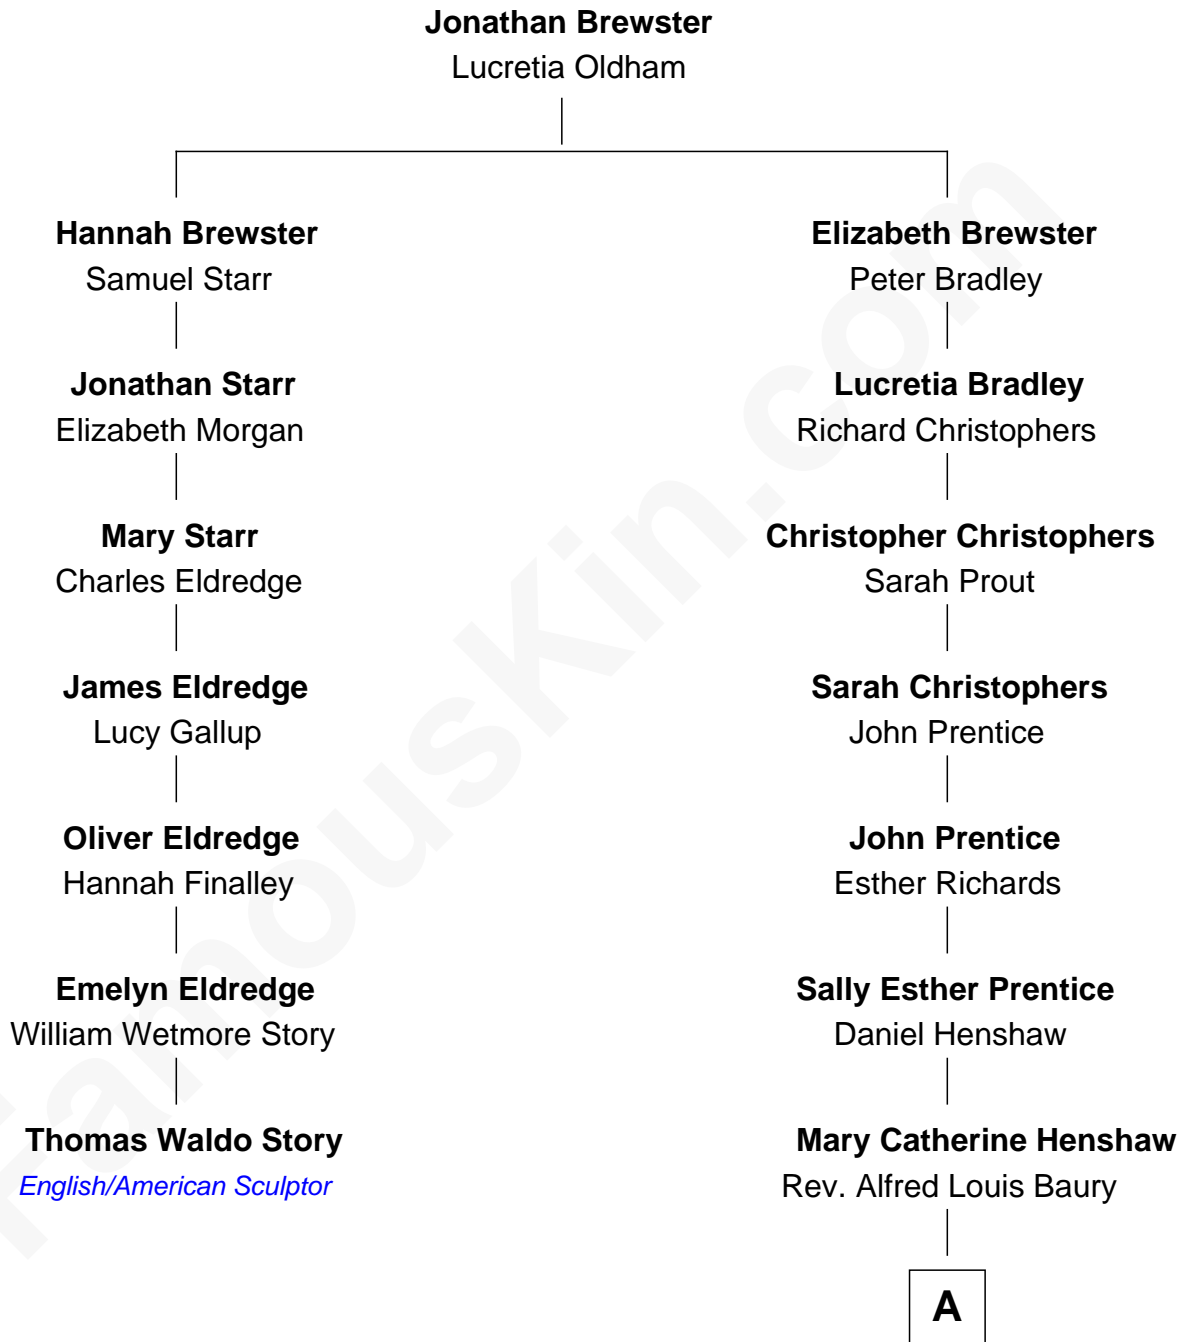 Jonathan Brewster
Lucretia Oldham
Hannah Brewster
Samuel Starr
Jonathan Starr
Elizabeth Morgan
Mary Starr
Charles Eldredge
James Eldredge
Lucy Gallup
Oliver Eldredge
Hannah Finalley
Emelyn Eldredge
William Wetmore Story
Thomas Waldo Story
English/American Sculptor
Elizabeth Brewster
Peter Bradley
Lucretia Bradley
Richard Christophers
Christopher Christophers
Sarah Prout
Sarah Christophers
John Prentice
John Prentice
Esther Richards
Sally Esther Prentice
Daniel Henshaw
Mary Catherine Henshaw
Rev. Alfred Louis Baury
A
FamousKin.com